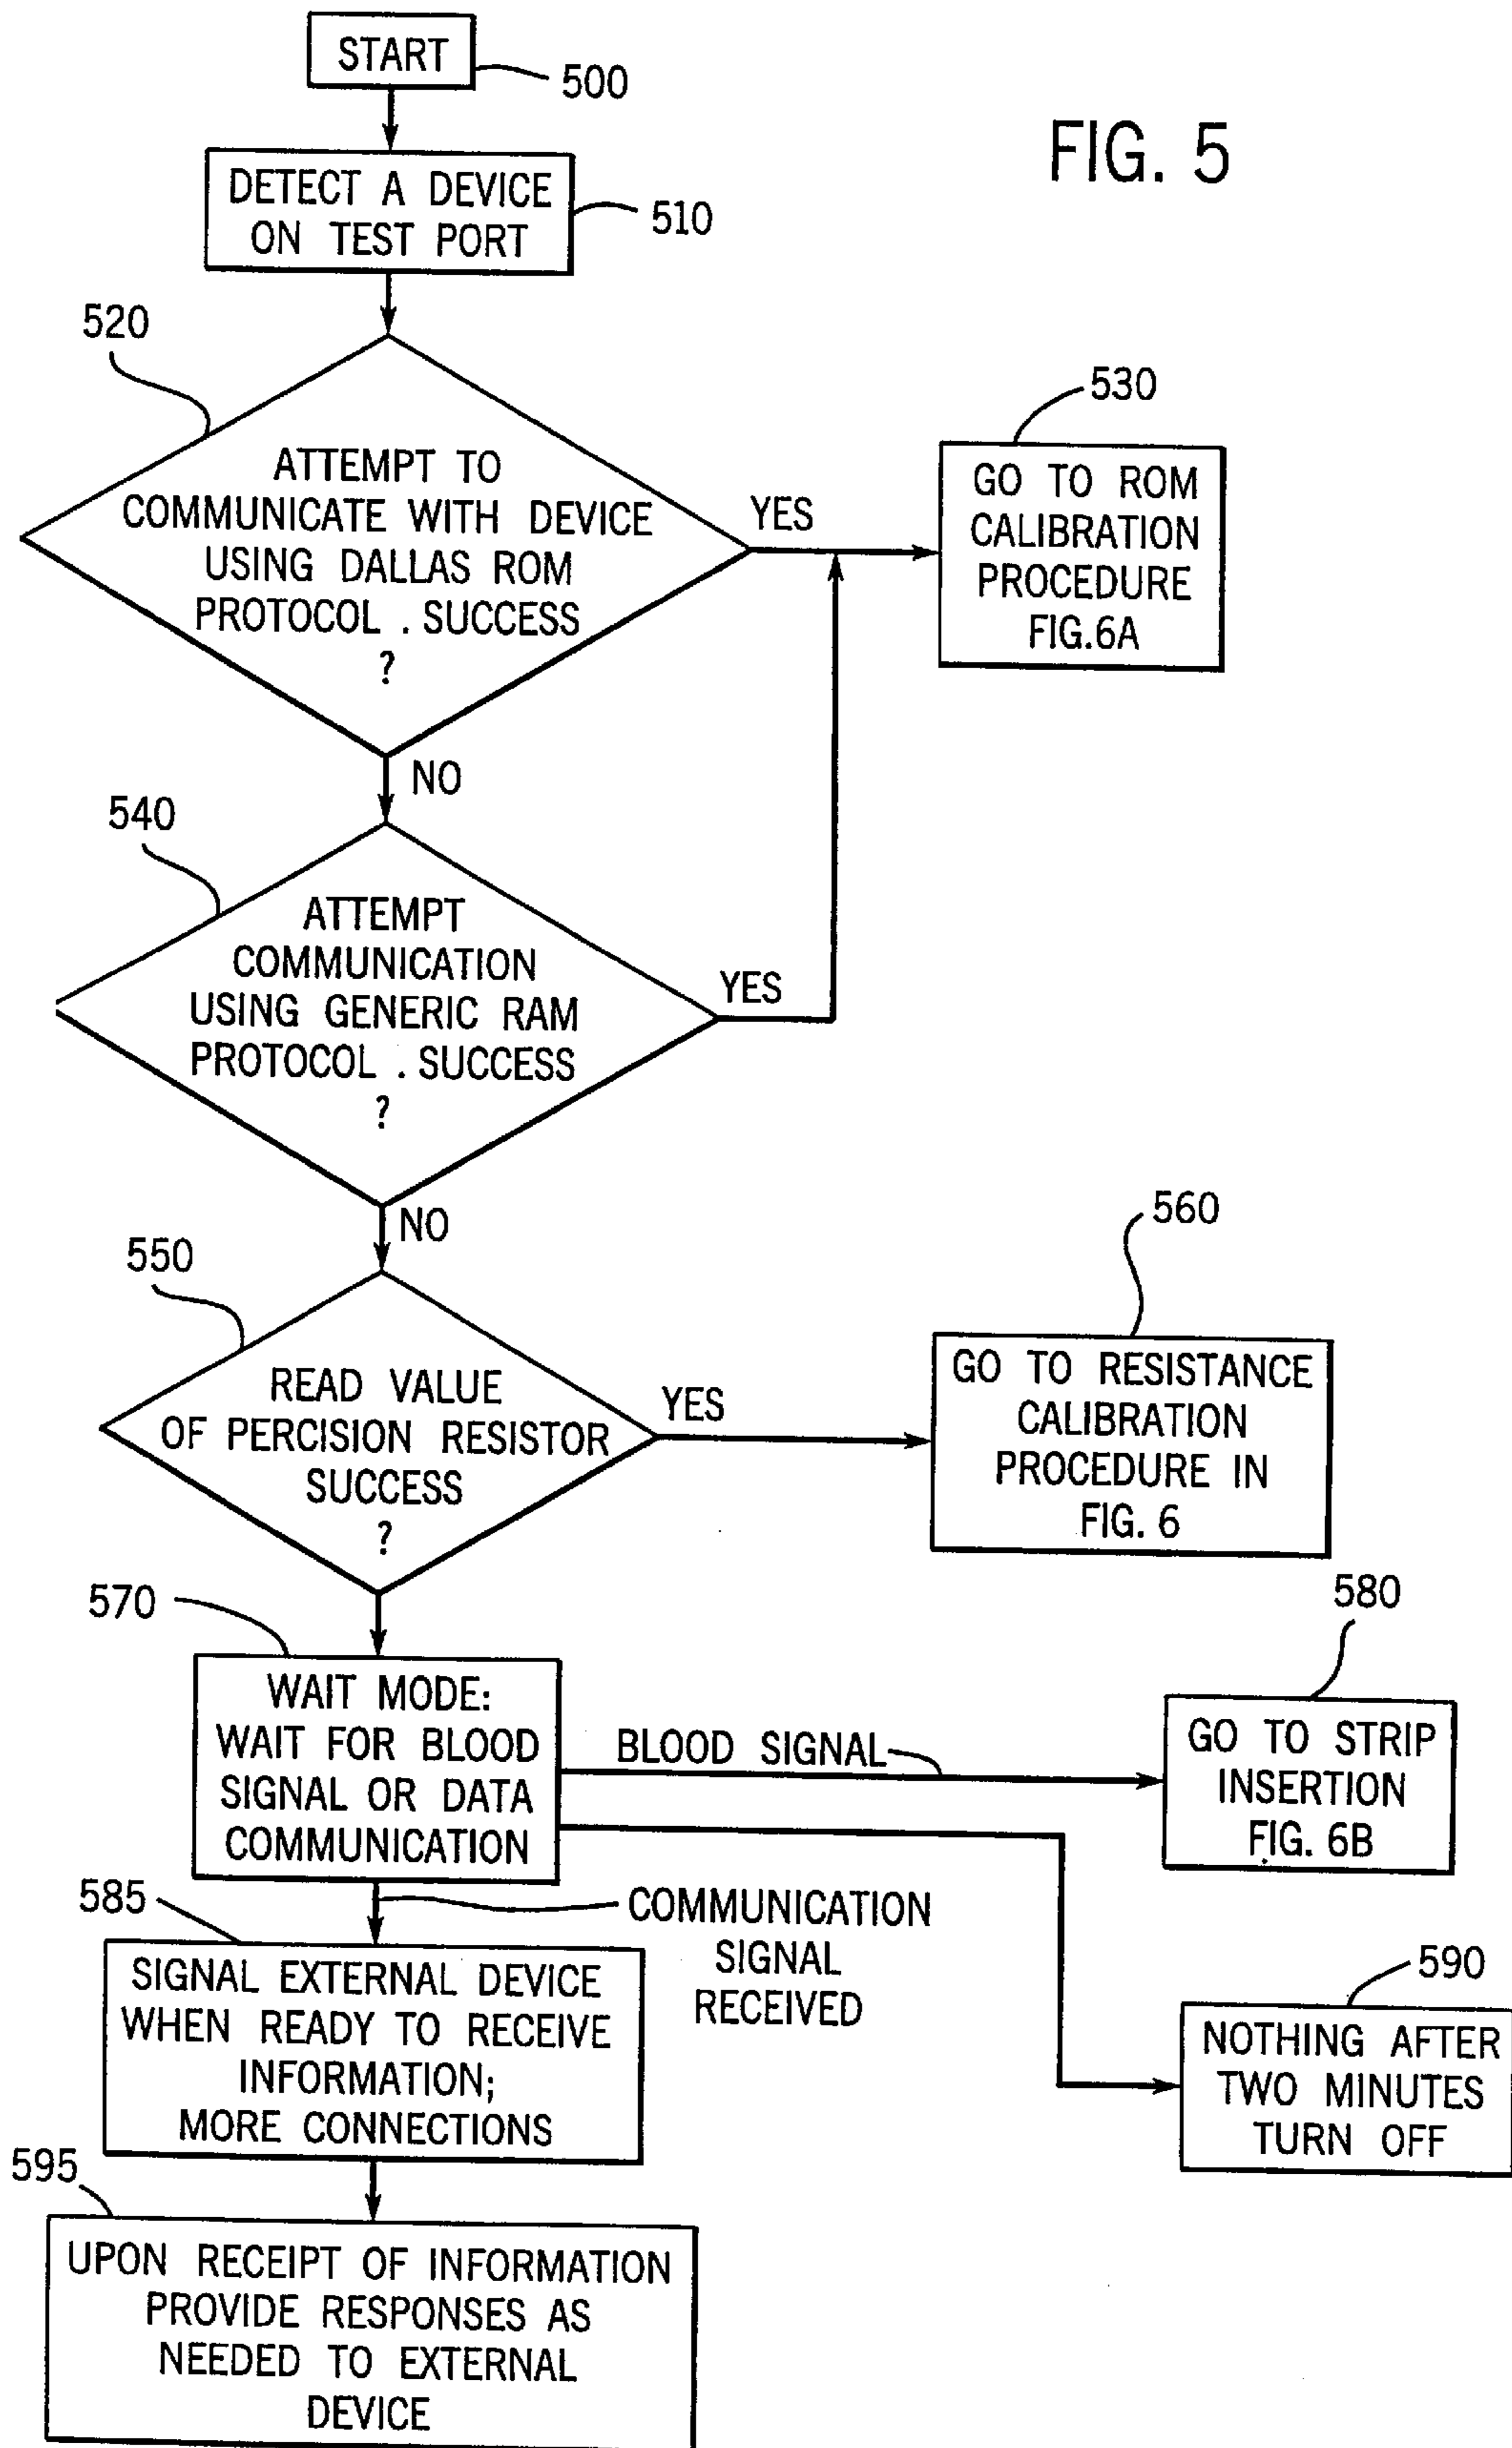 START
500
FIG. 5
DETECT A DEVICE
ON TEST PORT
510
520
ATTEMPT TO
COMMUNICATE WITH DEVICE
USING DALLAS ROM
PROTOCOL . SUCCESS
?
YES
530
GO TO ROM
CALIBRATION
PROCEDURE
FIG.6A
NO
540
ATTEMPT
COMMUNICATION
USING GENERIC RAM
PROTOCOL . SUCCESS
?
YES
NO
550
READ VALUE
OF PERCISION RESISTOR
SUCCESS
?
YES
560
GO TO RESISTANCE
CALIBRATION
PROCEDURE IN
FIG. 6
570
WAIT MODE:
WAIT FOR BLOOD
SIGNAL OR DATA
COMMUNICATION
BLOOD SIGNAL
580
GO TO STRIP
INSERTION
FIG. 6B
COMMUNICATION
SIGNAL
RECEIVED
585
SIGNAL EXTERNAL DEVICE
WHEN READY TO RECEIVE
INFORMATION;
MORE CONNECTIONS
590
NOTHING AFTER
TWO MINUTES
TURN OFF
595
UPON RECEIPT OF INFORMATION
PROVIDE RESPONSES AS
NEEDED TO EXTERNAL
DEVICE